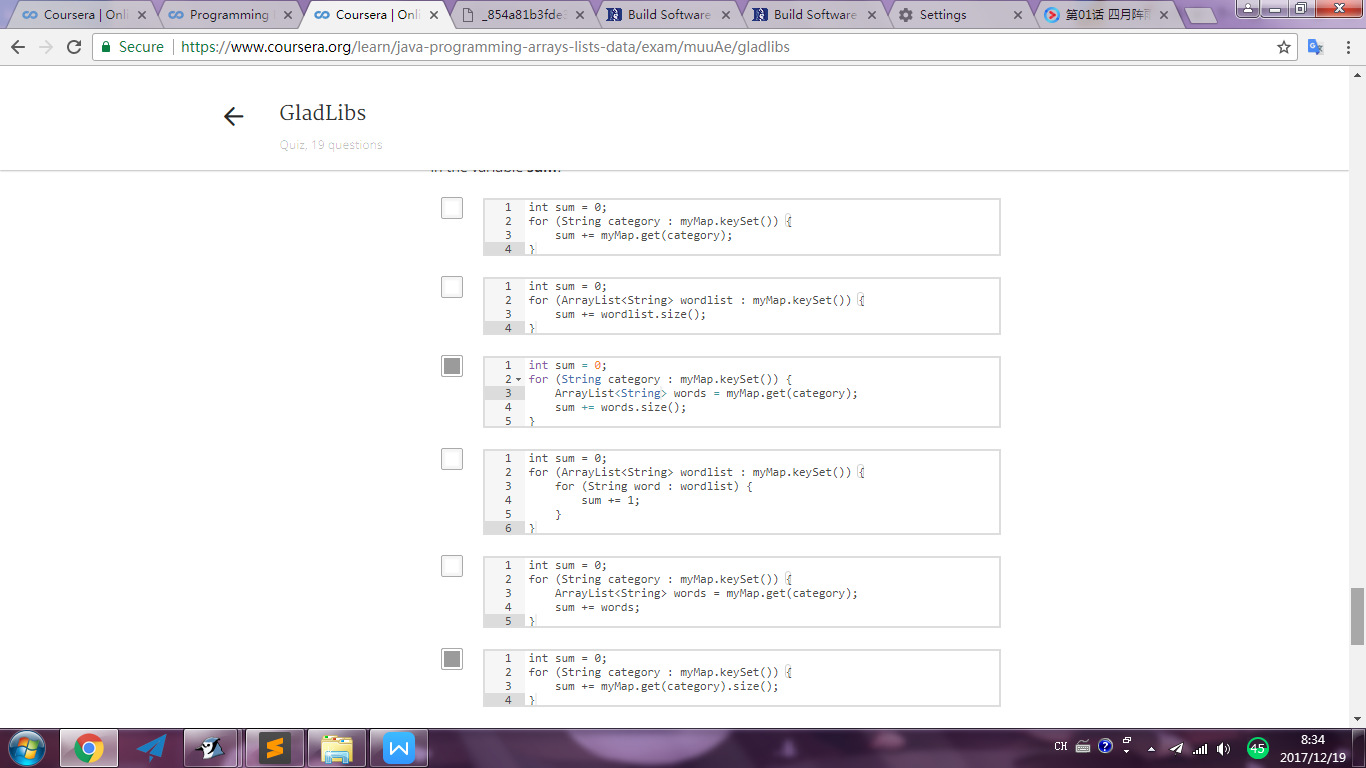 Coursera | Onli
Programming
Coursera | Onli
_854a81b3fde
Build Software
Build Software
Settings
第01话 四月阵雨
Secure | https://www.coursera.org/learn/java-programming-arrays-lists-data/exam/muuAe/gladlibs
GladLibs
Quiz, 19 questions
in the variable sum.
1 int sum = 0;
2 for (String category : myMap.keySet()) {
3 sum += myMap.get(category);
4 }
1 int sum = 0;
2 for (ArrayList<String> wordlist : myMap.keySet()) {
3 sum += wordlist.size();
4 }
1 int sum = 0;
2 for (String category : myMap.keySet()) {
3 ArrayList<String> words = myMap.get(category);
4 sum += words.size();
5 }
1 int sum = 0;
2 for (ArrayList<String> wordlist : myMap.keySet()) {
3 for (String word : wordlist) {
4 sum += 1;
5 }
6 }
1 int sum = 0;
2 for (String category : myMap.keySet()) {
3 ArrayList<String> words = myMap.get(category);
4 sum += words;
5 }
1 int sum = 0;
2 for (String category : myMap.keySet()) {
3 sum += myMap.get(category).size();
4 }
CH
45
8:34
2017/12/19